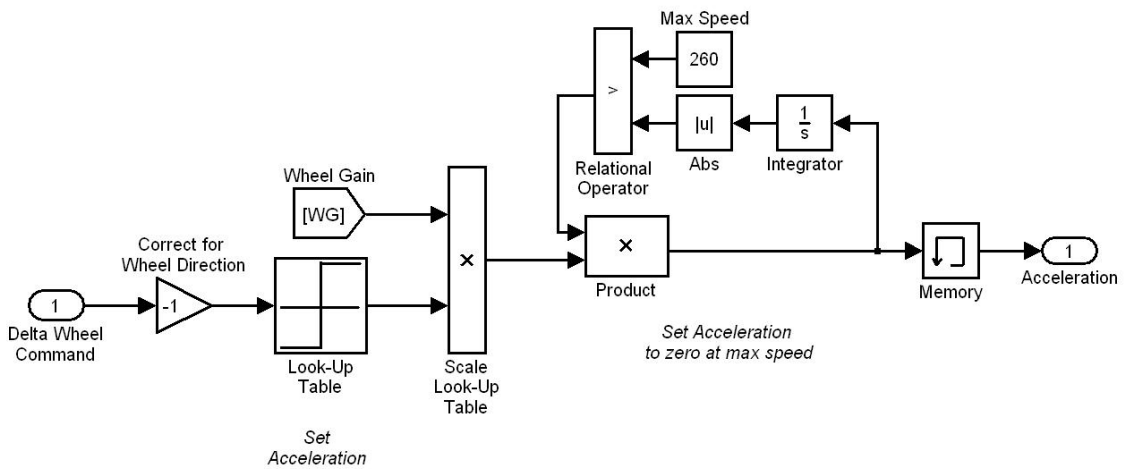 Max Speed
260
>
|u|
1
s
Relational
Operator
Abs
Integrator
Wheel Gain
[WG]
Correct for
Wheel Direction
×
×
1
-1
1
Delta Wheel
Command
Look-Up
Table
Scale
Look-Up
Table
Product
Memory
Acceleration
Set Acceleration
to zero at max speed
Set
Acceleration